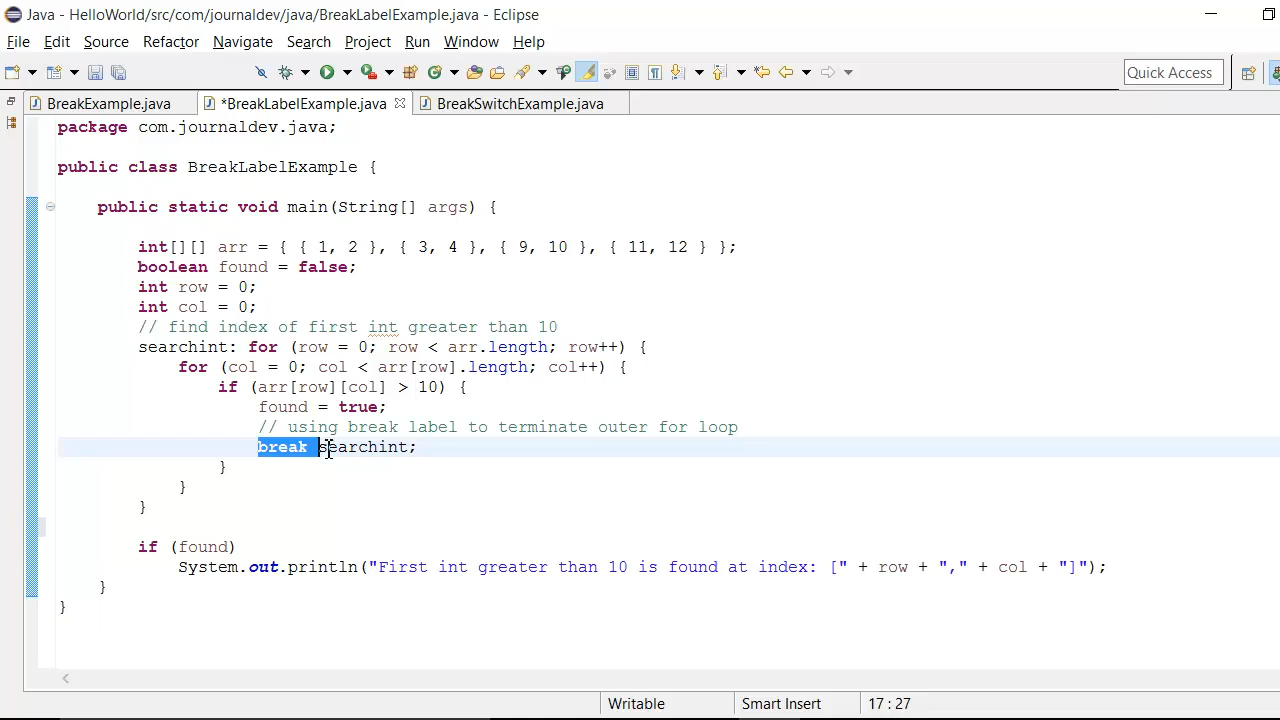 Java - HelloWorld/src/com/journaldev/java/BreakLabelExample.java - Eclipse
File Edit Source Refactor Navigate Search Project Run Window Help
Quick Access
BreakExample.java *BreakLabelExample.java BreakSwitchExample.java
package com.journaldev.java;
public class BreakLabelExample {
public static void main(String[] args) {
int[][] arr = { { 1, 2 }, { 3, 4 }, { 9, 10 }, { 11, 12 } };
boolean found = false;
int row = 0;
int col = 0;
// find index of first int greater than 10
searchint: for (row = 0; row < arr.length; row++) {
for (col = 0; col < arr[row].length; col++) {
if (arr[row][col] > 10) {
found = true;
// using break label to terminate outer for loop
break searchint;
}
}
}
if (found)
System.out.println("First int greater than 10 is found at index: [" + row + "," + col + "]");
}
}
Writable Smart Insert 17 : 27